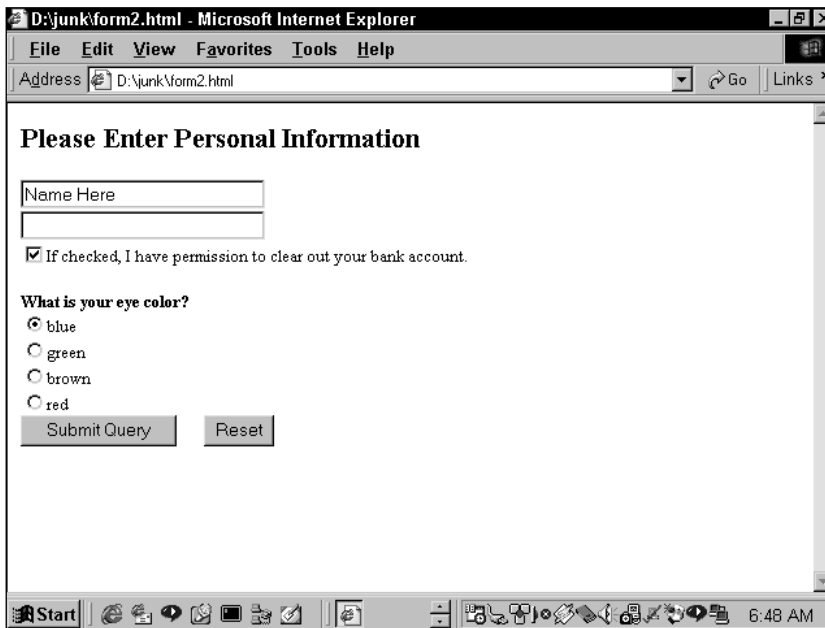 D:\junk\form2.html - Microsoft Internet Explorer
File Edit View Favorites Tools Help
Address D:\junk\form2.html Go Links
Please Enter Personal Information
Name Here
If checked, I have permission to clear out your bank account.
What is your eye color?
blue
green
brown
red
Submit Query Reset
Start 6:48 AM